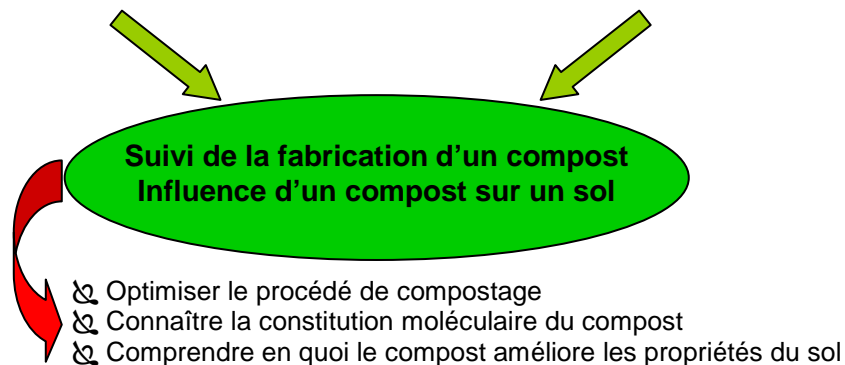 Suivi de la fabrication d'un compost
Influence d'un compost sur un sol
Optimiser le procédé de compostage
Connaître la constitution moléculaire du compost
Comprendre en quoi le compost améliore les propriétés du sol